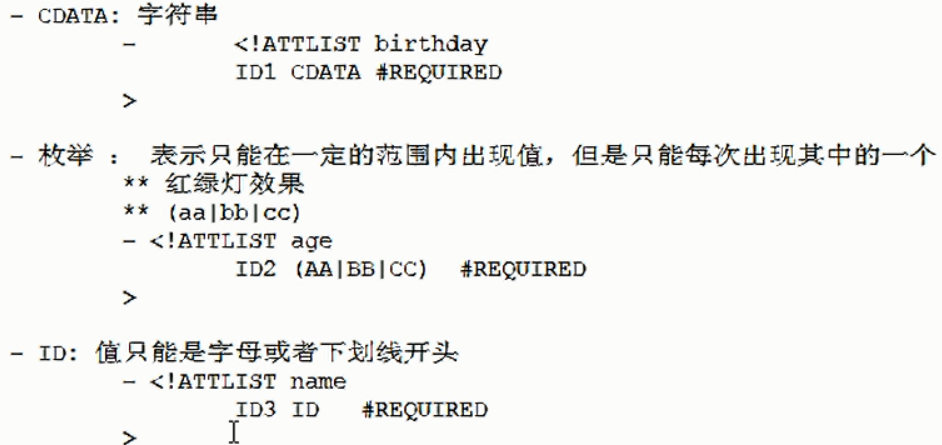 - CDATA: 字符串
- <!ATTLIST birthday
ID1 CDATA #REQUIRED
>
- 枚举 ： 表示只能在一定的范围内出现值，但是只能每次出现其中的一个
** 红绿灯效果
** (aa|bb|cc)
- <!ATTLIST age
ID2 (AA|BB|CC) #REQUIRED
>
- ID: 值只能是字母或者下划线开头
- <!ATTLIST name
ID3 ID #REQUIRED
>